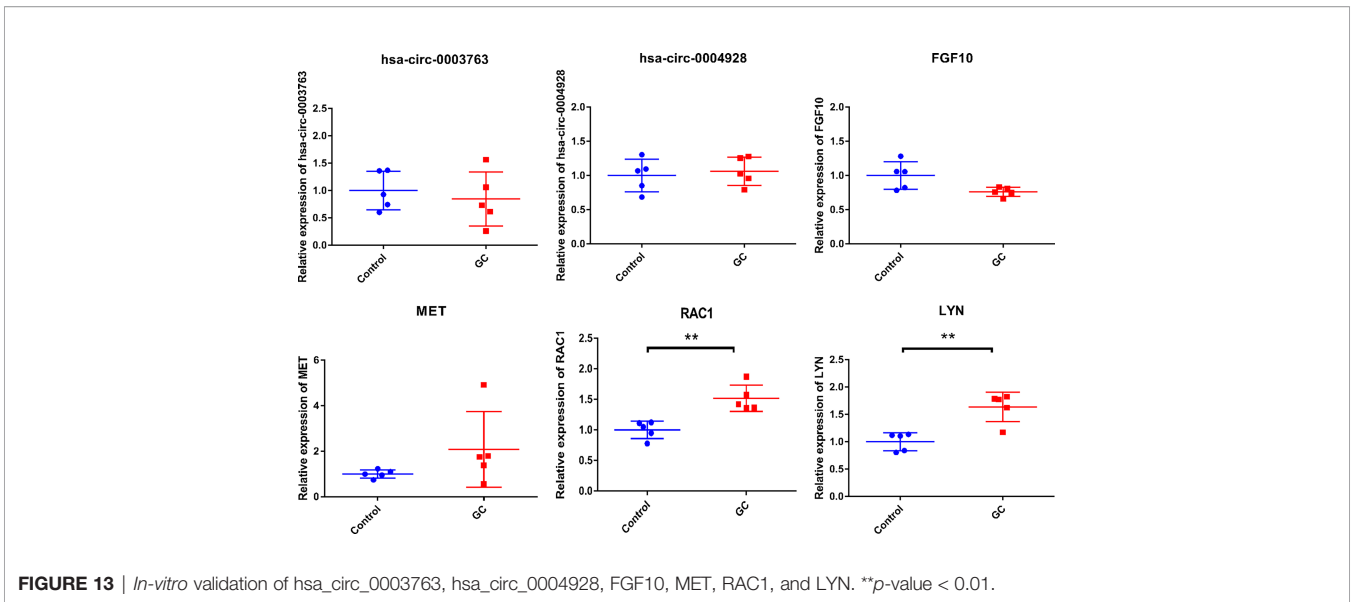 hsa-circ-0003763
Relative expression of hsa-circ-0003763
2.5
2.0
1.5
1.0
0.5
0.0
Control
GC
hsa-circ-0004928
Relative expression of hsa-circ-0004928
2.0
1.5
1.0
0.5
0.0
Control
GC
FGF10
Relative expression of FGF10
2.0
1.5
1.0
0.5
0.0
Control
GC
MET
Relative expression of MET
6
4
2
0
Control
GC
RAC1
Relative expression of RAC1
2.5
2.0
1.5
1.0
0.5
0.0
**
Control
GC
LYN
Relative expression of LYN
2.5
2.0
1.5
1.0
0.5
0.0
**
Control
GC
FIGURE 13 | In-vitro validation of hsa_circ_0003763, hsa_circ_0004928, FGF10, MET, RAC1, and LYN. **p-value < 0.01.